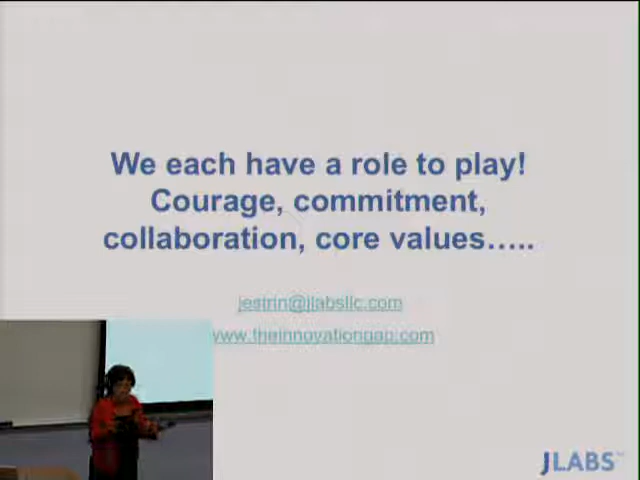 We each have a role to play!
Courage, commitment,
collaboration, core values…..
jestrin@jlabsllc.com
www.theinnovationgap.com
JLABS